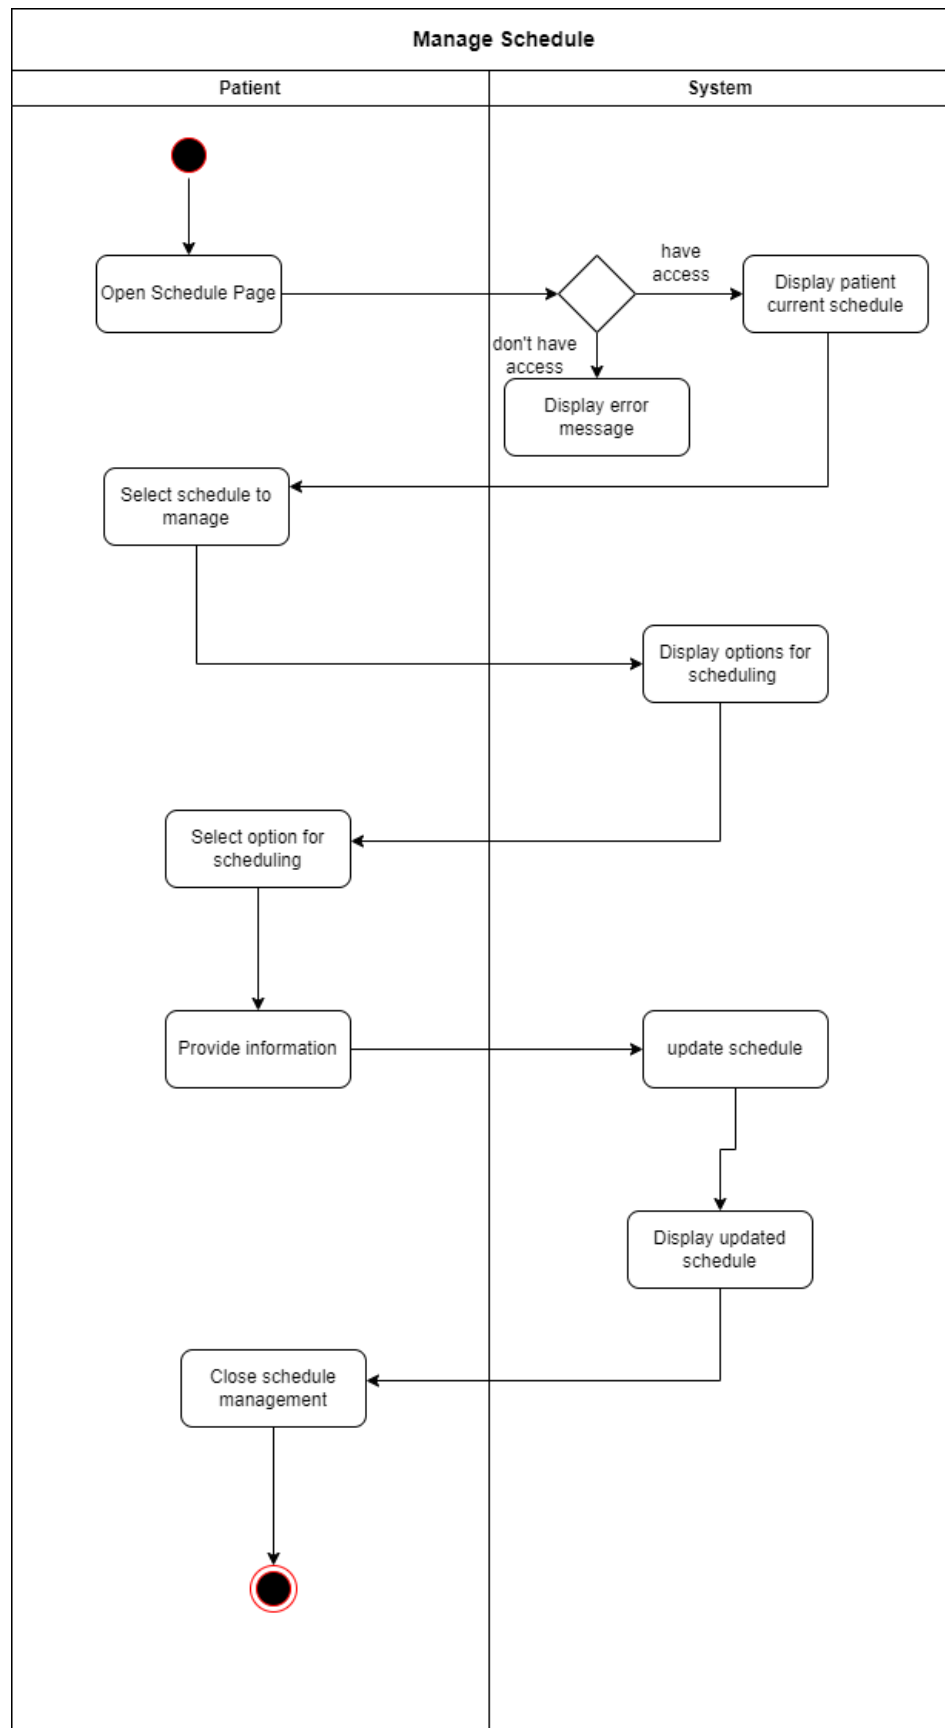 Manage Schedule
Patient
System
have
access
Open Schedule Page
Display patient
current schedule
don't have
access
Display error
message
Select schedule to
manage
Display options for
scheduling
Select option for
scheduling
Provide information
update schedule
Display updated
schedule
Close schedule
management